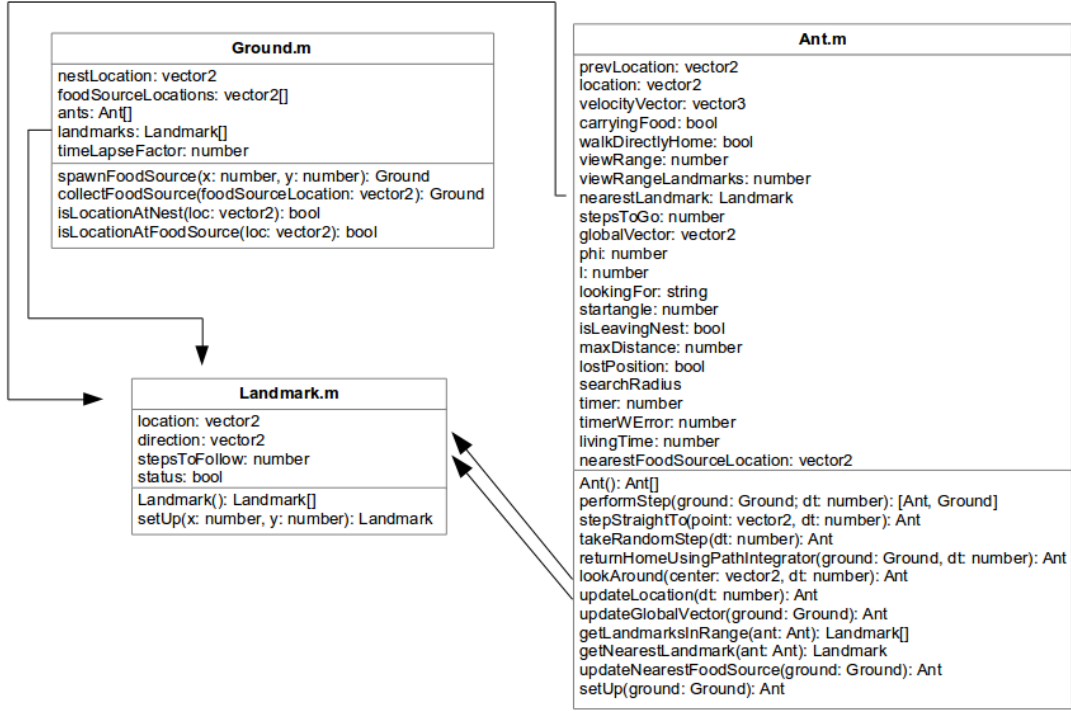 Ground.m
nestLocation: vector2
foodSourceLocations: vector2[]
ants: Ant[]
landmarks: Landmark[]
timeLapseFactor: number
spawnFoodSource(x: number, y: number): Ground
collectFoodSource(foodSourceLocation: vector2): Ground
isLocationAtNest(loc: vector2): bool
isLocationAtFoodSource(loc: vector2): bool
Landmark.m
location: vector2
direction: vector2
stepsToFollow: number
status: bool
Landmark(): Landmark[]
setUp(x: number, y: number): Landmark
Ant.m
prevLocation: vector2
location: vector2
velocityVector: vector3
carryingFood: bool
walkDirectlyHome: bool
viewRange: number
viewRangeLandmarks: number
nearestLandmark: Landmark
stepsToGo: number
globalVector: vector2
phi: number
l: number
lookingFor: string
startangle: number
isLeavingNest: bool
maxDistance: number
lostPosition: bool
searchRadius
timer: number
timerWError: number
livingTime: number
nearestFoodSourceLocation: vector2
Ant(): Ant[]
performStep(ground: Ground; dt: number): [Ant, Ground]
stepStraightTo(point: vector2, dt: number): Ant
takeRandomStep(dt: number): Ant
returnHomeUsingPathIntegrator(ground: Ground, dt: number): Ant
lookAround(center: vector2, dt: number): Ant
updateLocation(dt: number): Ant
updateGlobalVector(ground: Ground): Ant
getLandmarksInRange(ant: Ant): Landmark[]
getNearestLandmark(ant: Ant): Landmark
updateNearestFoodSource(ground: Ground): Ant
setUp(ground: Ground): Ant